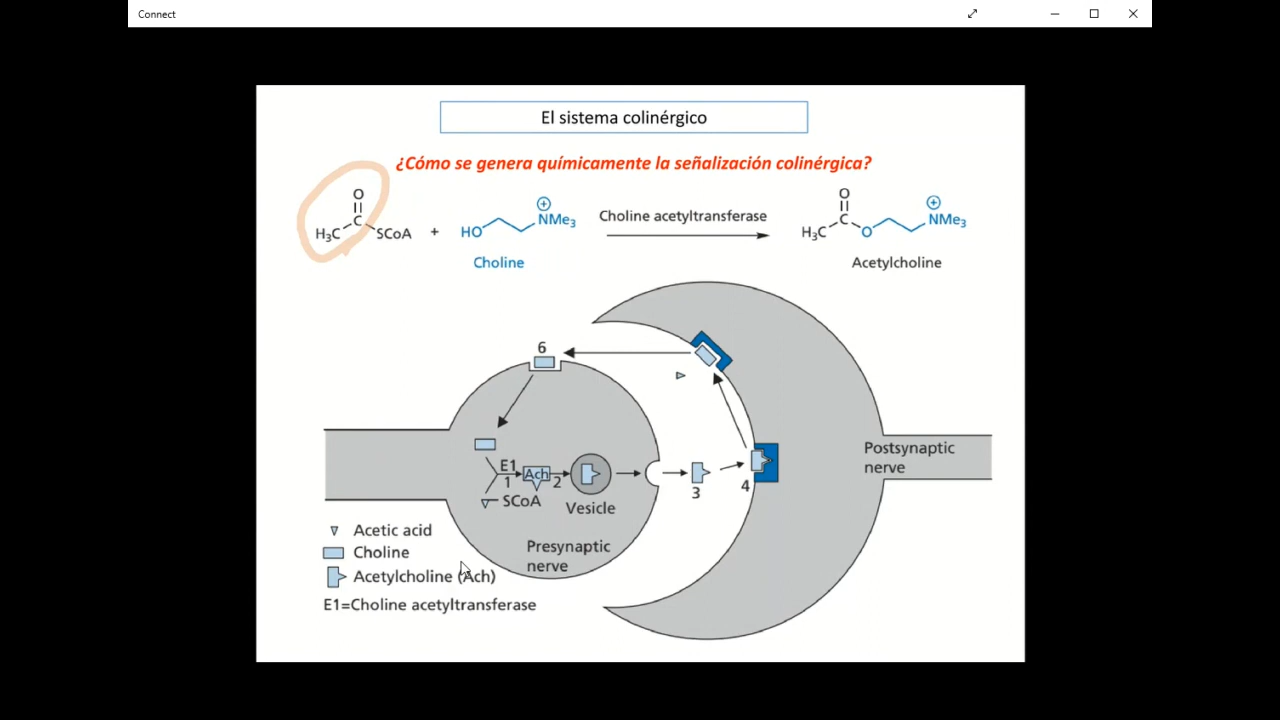 Connect
El sistema colinérgico
¿Cómo se genera químicamente la señalización colinérgica?
O
H₃C C SCoA + HO NMe₃ ⊕ Choline acetyltransferase O H₃C C O NMe₃ ⊕
Choline Acetylcholine
6
E1
1
Ach
2
SCoA
Vesicle
3
4
Postsynaptic
nerve
Presynaptic
nerve
Acetic acid
Choline
Acetylcholine (Ach)
E1=Choline acetyltransferase